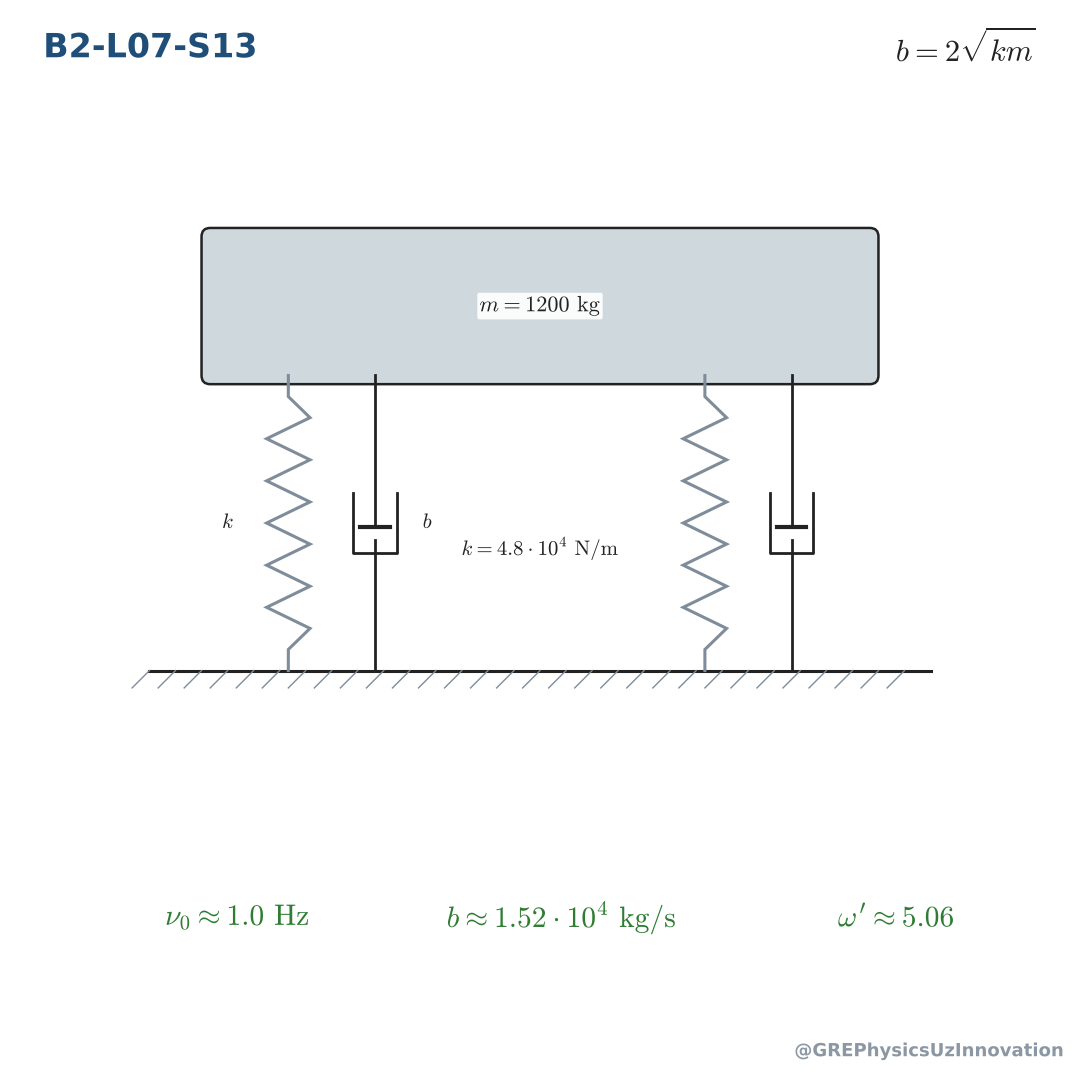 B2-L07-S13
b = 2√km
m = 1200 kg
k
b
k = 4.8 · 10⁴ N/m
ν₀ ≈ 1.0 Hz
b ≈ 1.52 · 10⁴ kg/s
ω′ ≈ 5.06
@GREPhysicsUzInnovation